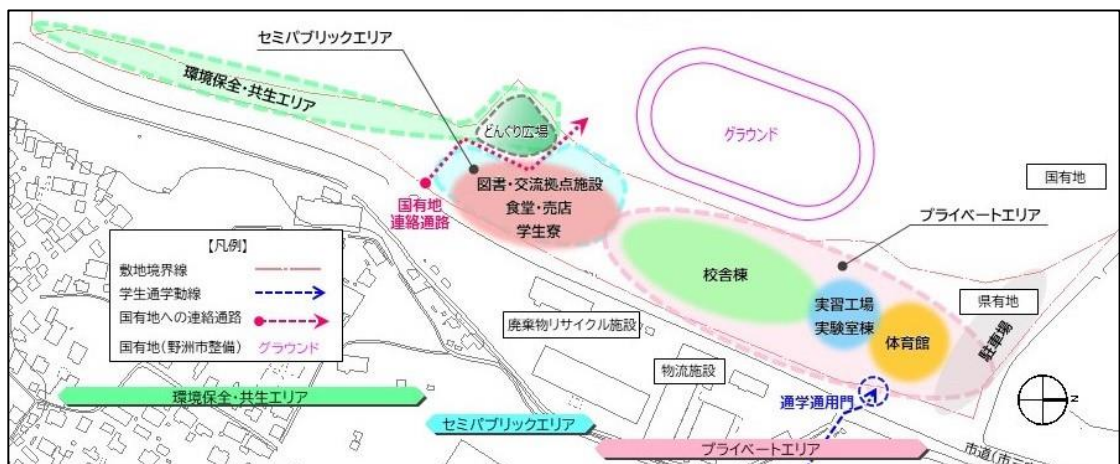 セミパブリックエリア
環境保全・共生エリア
どんぐり広場
グラウンド
国有地
図書・交流拠点施設
食堂・売店
学生寮
国有地
連絡通路
プライベートエリア
校舎棟
実習工場
実験室棟
体育館
県有地
駐車場
【凡例】
敷地境界線
学生通学動線
国有地への連絡通路
国有地(野洲市整備) グラウンド
廃棄物リサイクル施設
物流施設
通学通用門
N
環境保全・共生エリア
セミパブリックエリア
プライベートエリア